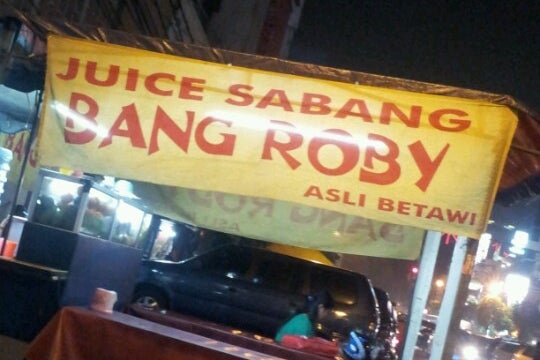 JUICE SABANG
BANG ROBY
ASLI BETAWI